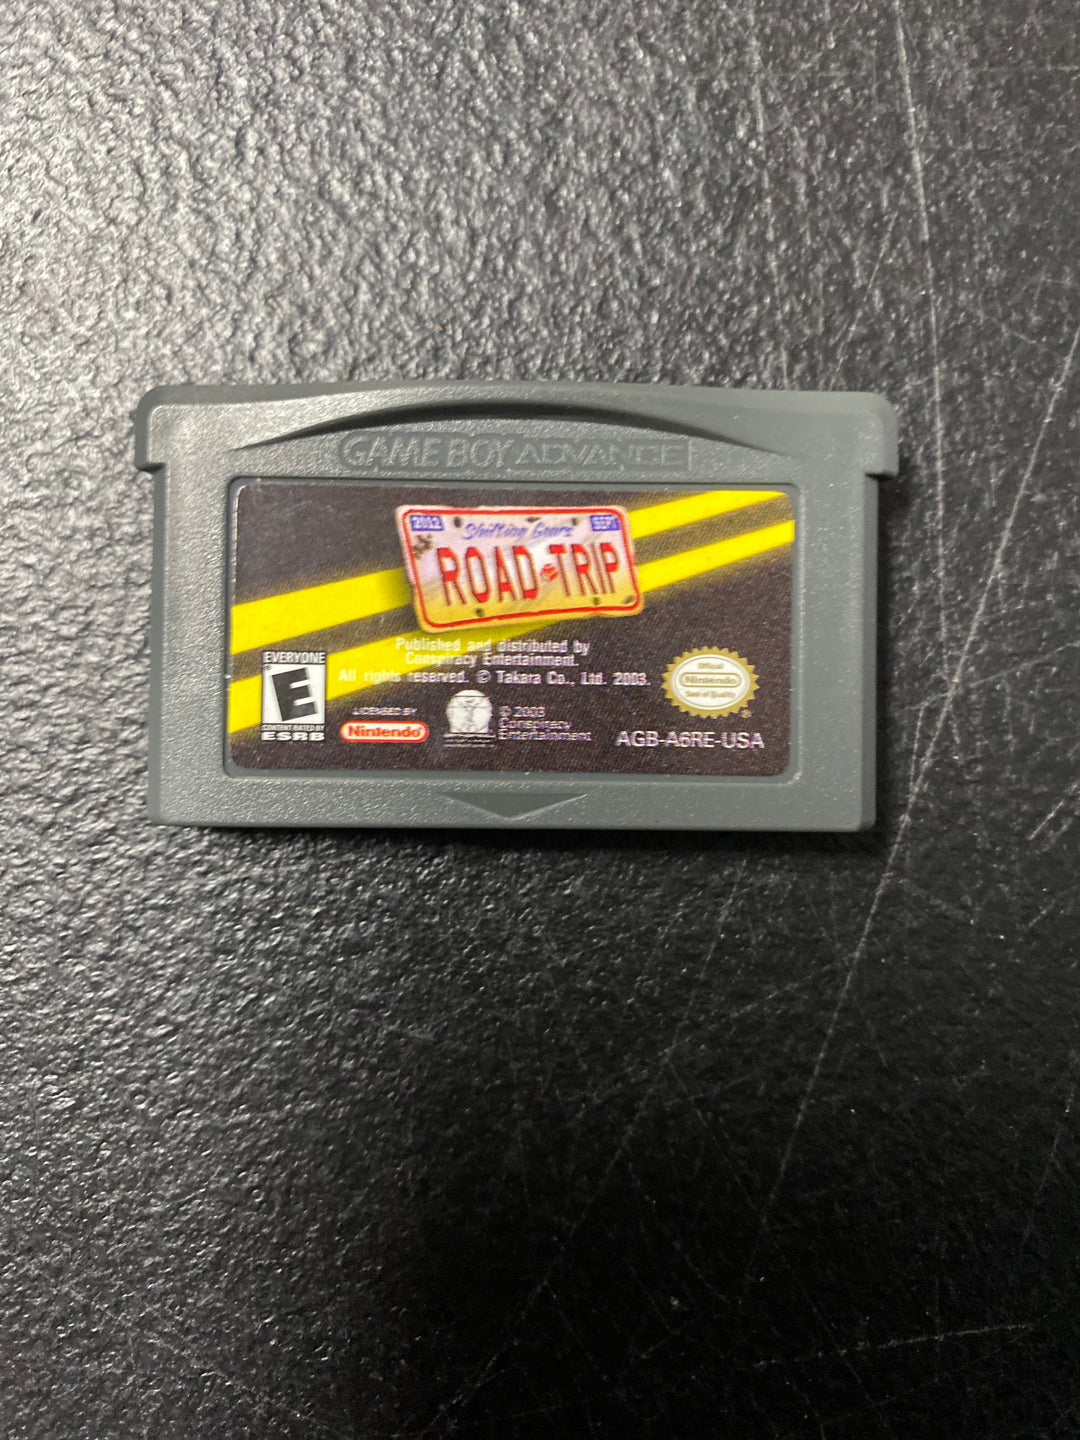 GAME BOY ADVANCE
2002 SEPT
Shifting Gears
ROAD TRIP
Published and distributed by
Conspiracy Entertainment.
All rights reserved. © Takara Co., Ltd. 2003.
EVERYONE
E
CONTENT RATED BY
ESRB
LICENSED BY
Nintendo
© 2003
Conspiracy
Entertainment
Official
Nintendo
Seal of Quality
®
AGB-A6RE-USA